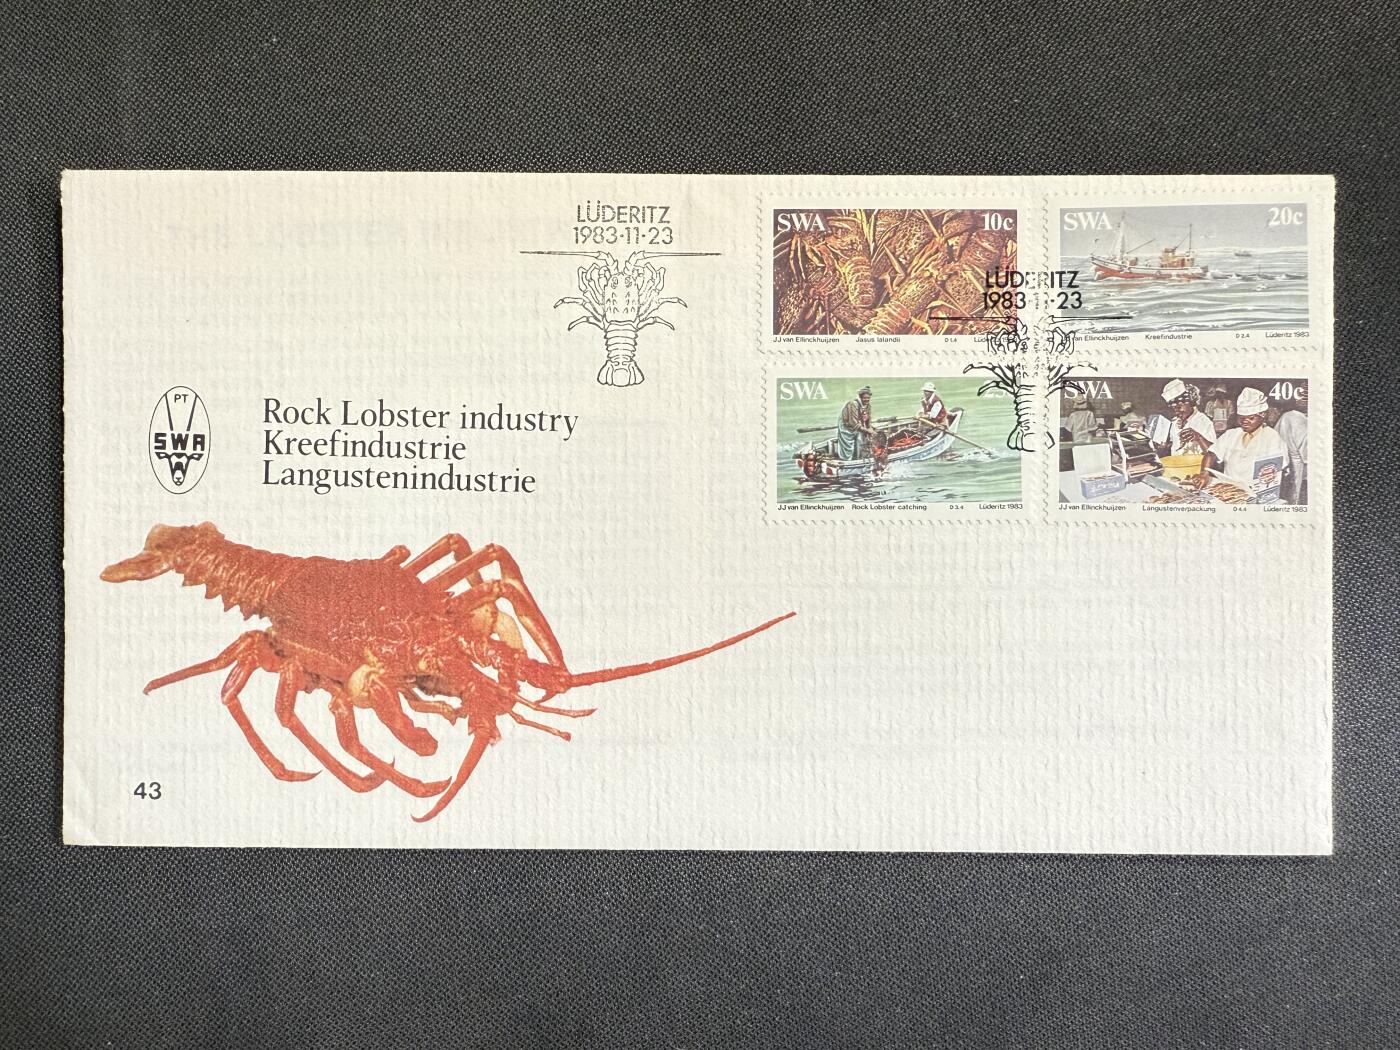 LÜDERITZ
1983·11·23
PT
SWA
Rock Lobster industry
Kreefindustrie
Langustenindustrie
43
SWA 10c
JJ van Ellinckhuijzen Jasus lalandii D 1.4
SWA 20c
van Ellinckhuijzen Kreefindustrie D 2.4 Lüderitz 1983
LÜDERITZ
1983·11·23
SWA
JJ van Ellinckhuijzen Rock Lobster catching D 3.4 Lüderitz 1983
SWA 40c
JJ van Ellinckhuijzen Langustenverpackung D 4.4 Lüderitz 1983